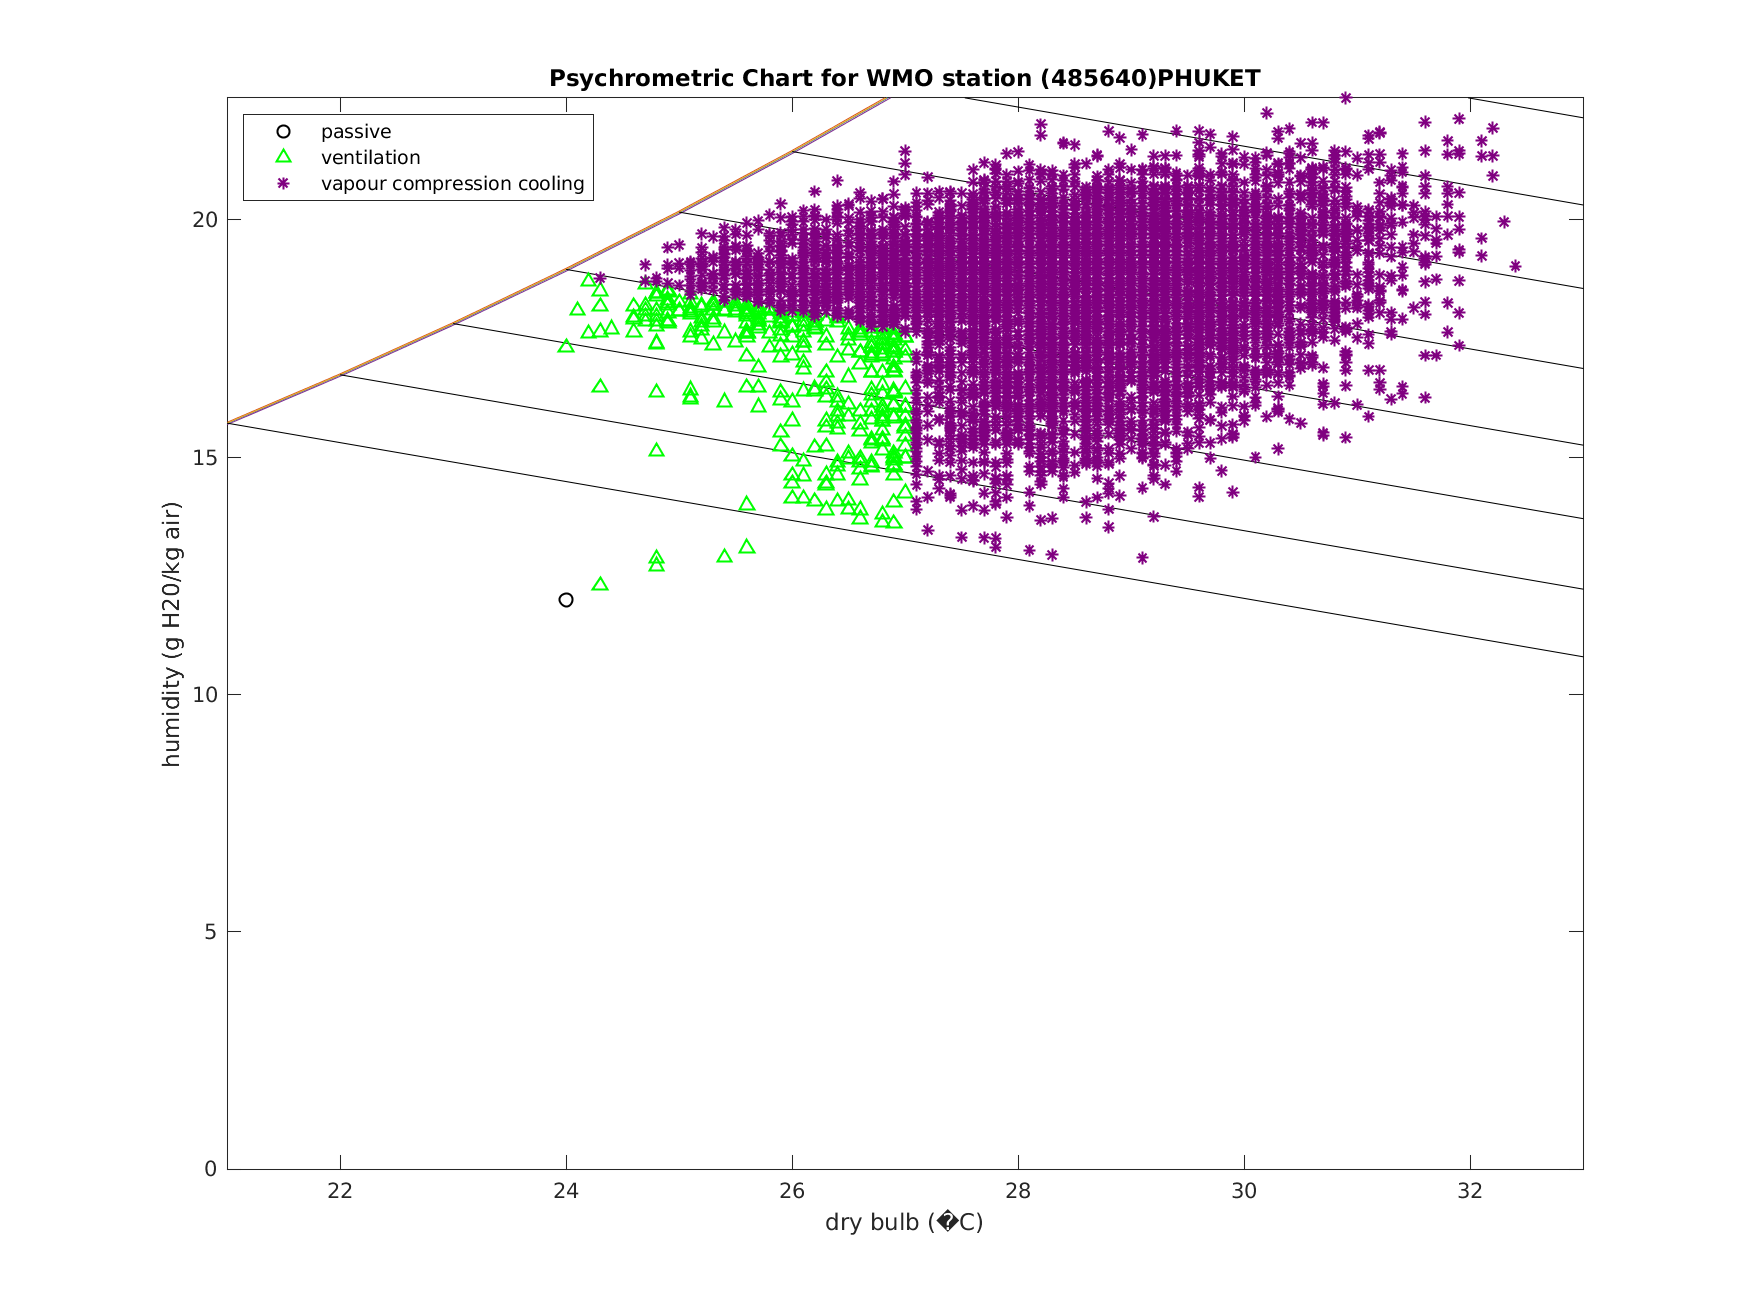 Psychrometric Chart for WMO station (485640)PHUKET
passive
ventilation
vapour compression cooling
20
15
10
5
0
humidity (g H20/kg air)
22 24 26 28 30 32
dry bulb (�C)